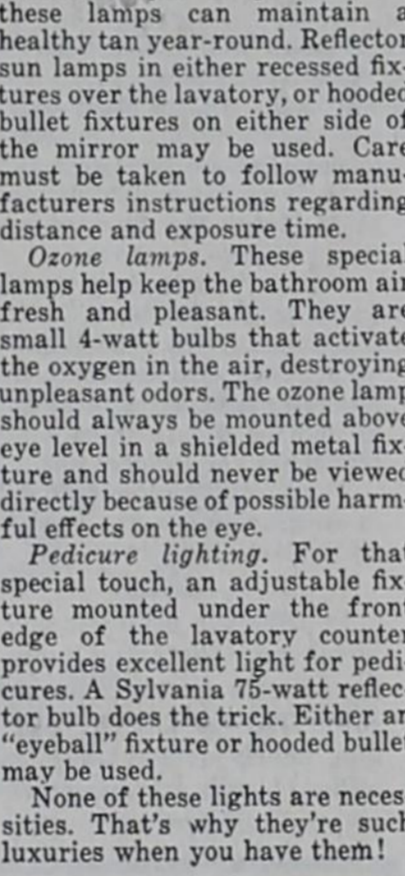 these lamps can maintain a
healthy tan year-round. Reflector
sun lamps in either recessed fix-
tures over the lavatory, or hooded
bullet fixtures on either side of
the mirror may be used. Care
must be taken to follow manu-
facturers instructions regarding
distance and exposure time.
Ozone lamps. These special
lamps help keep the bathroom air
fresh and pleasant. They are
small 4-watt bulbs that activate
the oxygen in the air, destroying
unpleasant odors. The ozone lamp
should always be mounted above
eye level in a shielded metal fix-
ture and should never be viewed
directly because of possible harm-
ful effects on the eye.
Pedicure lighting. For that
special touch, an adjustable fix-
ture mounted under the front
edge of the lavatory counter
provides excellent light for pedi-
cures. A Sylvania 75-watt reflec-
tor bulb does the trick. Either an
"eyeball" fixture or hooded bullet
may be used.
None of these lights are neces-
sities. That's why they're such
luxuries when you have them!